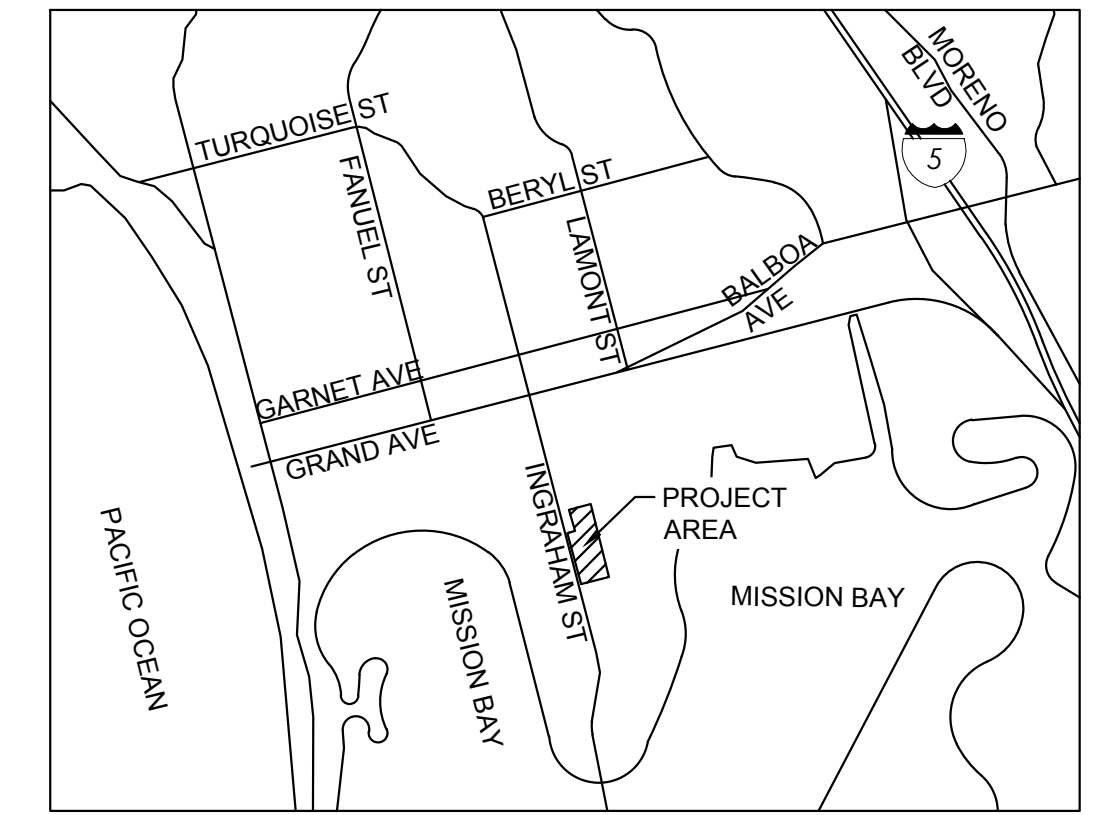 MORENO
BLVD
5
TURQUOISE ST
FANUEL ST
BERYL ST
LAMONT ST
BALBOA
AVE
GARNET AVE
GRAND AVE
INGRAHAM ST
PROJECT
AREA
PACIFIC OCEAN
MISSION BAY
MISSION BAY